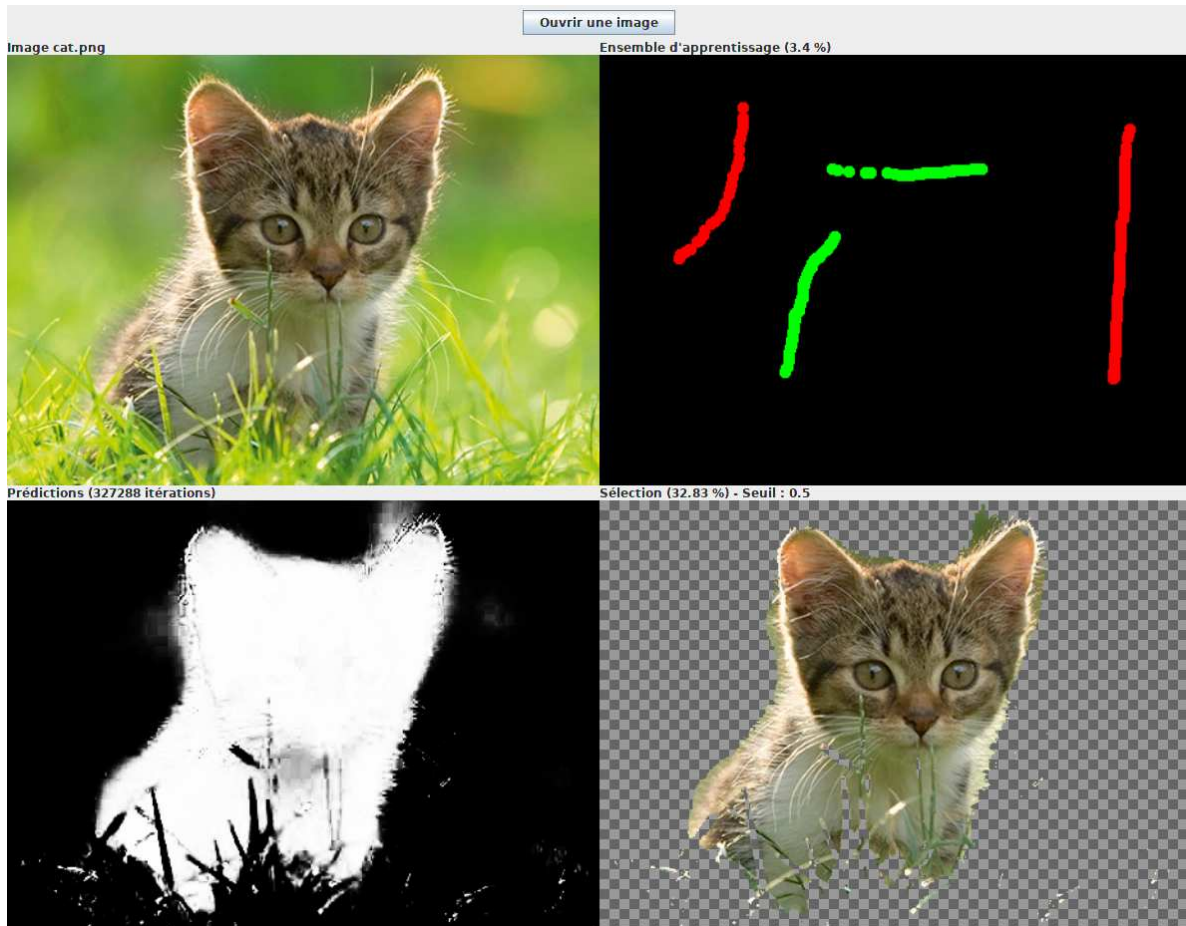 Ouvrir une image
Image cat.png
Ensemble d'apprentissage (3.4 %)
Prédictions (327288 itérations)
Sélection (32.83 %) - Seuil : 0.5